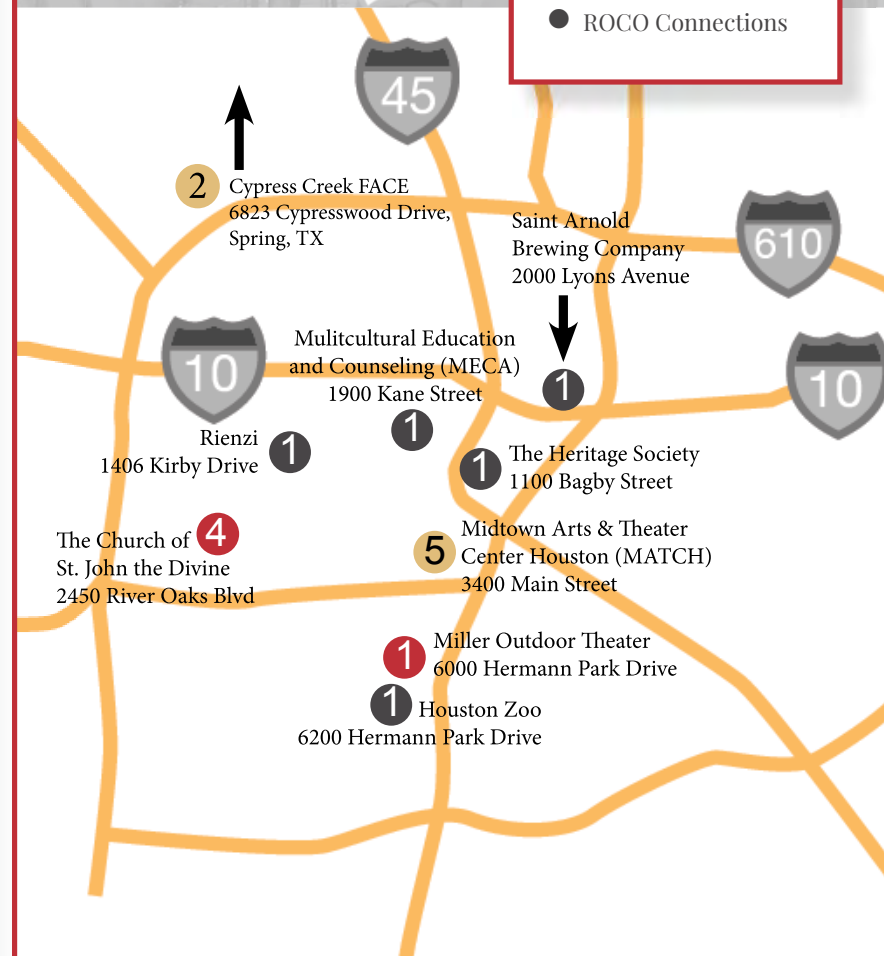 ROCO Connections
45
2
Cypress Creek FACE
6823 Cypresswood Drive,
Spring, TX
Saint Arnold
Brewing Company
2000 Lyons Avenue
610
Mulitcultural Education
and Counseling (MECA)
1900 Kane Street
10
1
10
1
Rienzi
1406 Kirby Drive
1
1
The Heritage Society
1100 Bagby Street
The Church of
4
St. John the Divine
2450 River Oaks Blvd
5
Midtown Arts & Theater
Center Houston (MATCH)
3400 Main Street
1
Miller Outdoor Theater
6000 Hermann Park Drive
1
Houston Zoo
6200 Hermann Park Drive